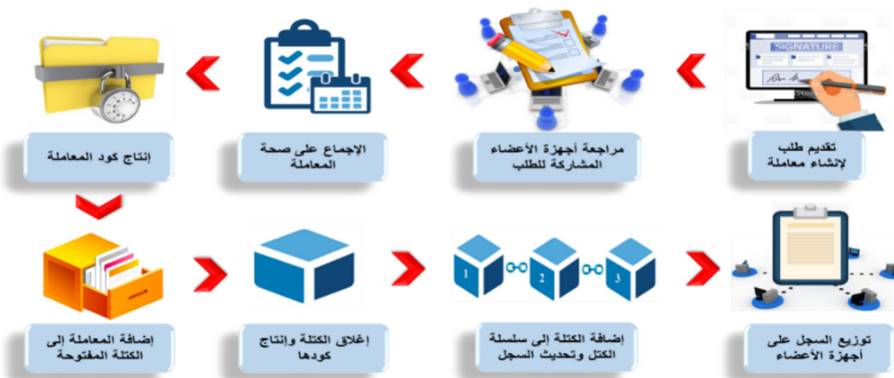 SIGNATURE
تقديم طلب
لإنشاء معاملة
مراجعة أجهزة الأعضاء
المشاركة للطلب
الإجماع على صحة
المعاملة
إنتاج كود المعاملة
إضافة المعاملة إلى
الكتلة المفتوحة
إغلاق الكتلة وإنتاج
كودها
1
2
3
إضافة الكتلة إلى سلسلة
الكتل وتحديث السجل
توزيع السجل على
أجهزة الأعضاء